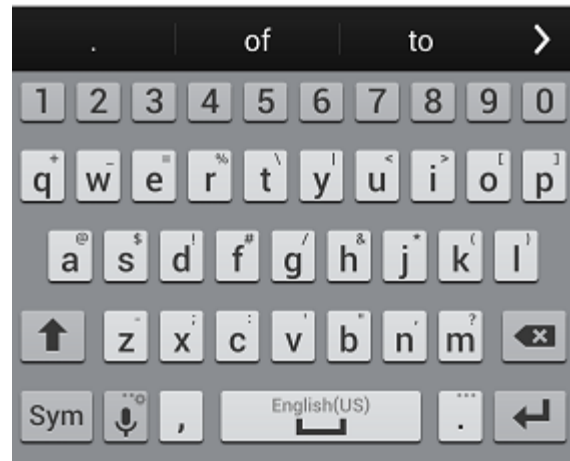 . of to
1 2 3 4 5 6 7 8 9 0
+ _ = % \ | < > [ ]
q w e r t y u i o p
@ $ ! # / & * ( )
a s d f g h j k l
- ; : ' " , ?
z x c v b n m
Sym , English(US) .